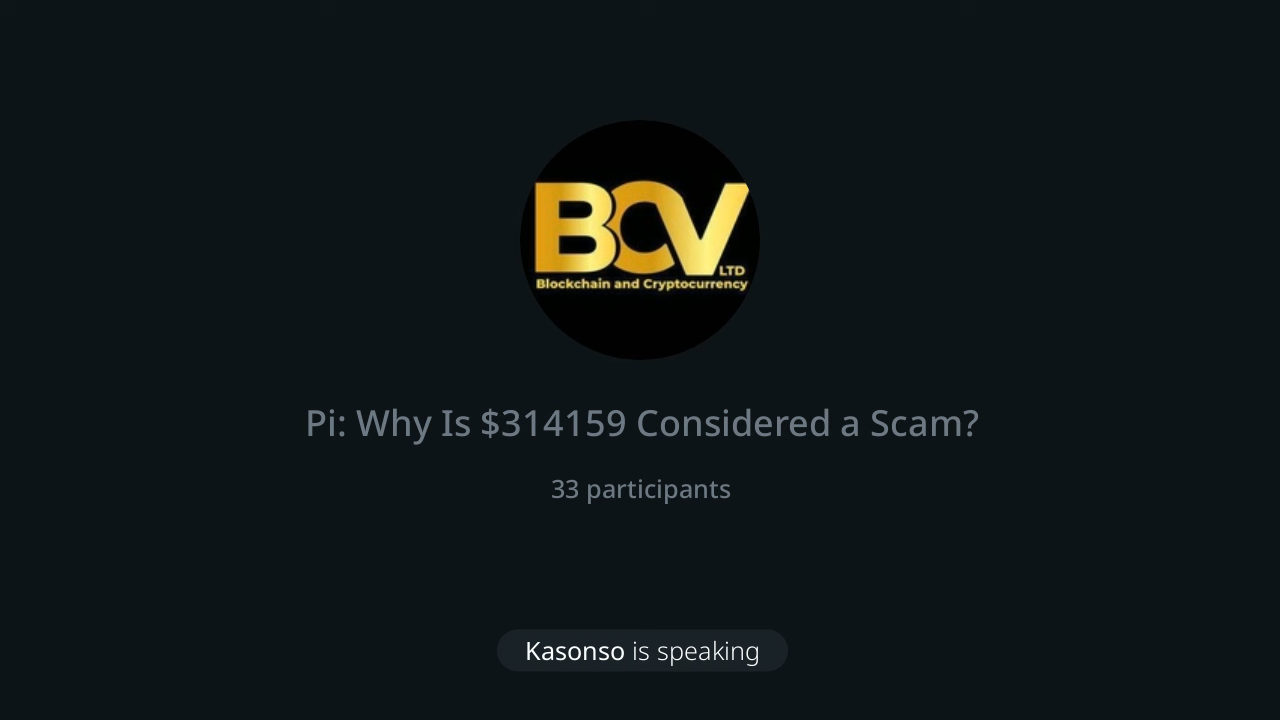 BCV
LTD
Blockchain and Cryptocurrency
Pi: Why Is $314159 Considered a Scam?
33 participants
Kasonso is speaking